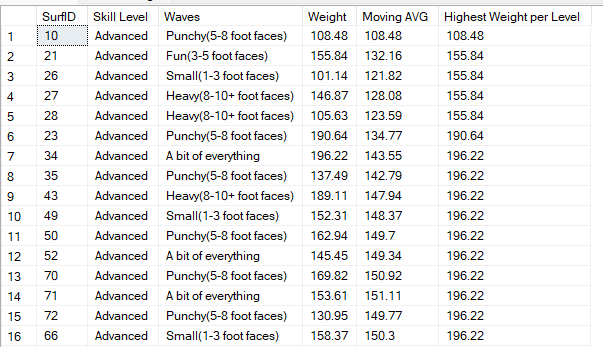 SurfID Skill Level Waves Weight Moving AVG Highest Weight per Level
1 10 Advanced Punchy(5-8 foot faces) 108.48 108.48 108.48
2 21 Advanced Fun(3-5 foot faces) 155.84 132.16 155.84
3 26 Advanced Small(1-3 foot faces) 101.14 121.82 155.84
4 27 Advanced Heavy(8-10+ foot faces) 146.87 128.08 155.84
5 28 Advanced Heavy(8-10+ foot faces) 105.63 123.59 155.84
6 23 Advanced Punchy(5-8 foot faces) 190.64 134.77 190.64
7 34 Advanced A bit of everything 196.22 143.55 196.22
8 35 Advanced Punchy(5-8 foot faces) 137.49 142.79 196.22
9 43 Advanced Heavy(8-10+ foot faces) 189.11 147.94 196.22
10 49 Advanced Small(1-3 foot faces) 152.31 148.37 196.22
11 50 Advanced Punchy(5-8 foot faces) 162.94 149.7 196.22
12 52 Advanced A bit of everything 145.45 149.34 196.22
13 70 Advanced Punchy(5-8 foot faces) 169.82 150.92 196.22
14 71 Advanced A bit of everything 153.61 151.11 196.22
15 72 Advanced Punchy(5-8 foot faces) 130.95 149.77 196.22
16 66 Advanced Small(1-3 foot faces) 158.37 150.3 196.22